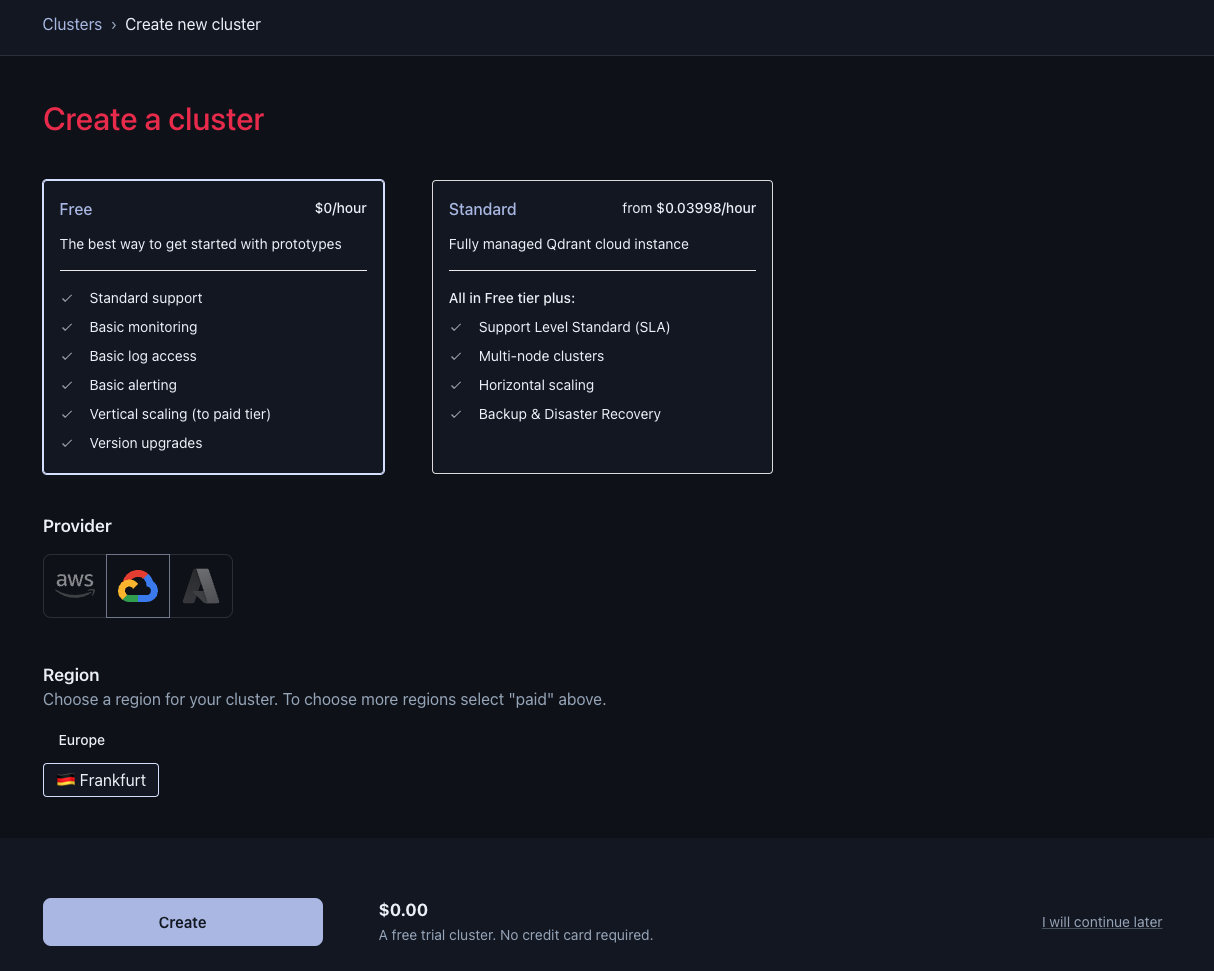 Clusters › Create new cluster
Create a cluster
Free $0/hour
The best way to get started with prototypes
Standard support
Basic monitoring
Basic log access
Basic alerting
Vertical scaling (to paid tier)
Version upgrades
Standard from $0.03998/hour
Fully managed Qdrant cloud instance
All in Free tier plus:
Support Level Standard (SLA)
Multi-node clusters
Horizontal scaling
Backup & Disaster Recovery
Provider
aws
Region
Choose a region for your cluster. To choose more regions select "paid" above.
Europe
Frankfurt
Create
$0.00
A free trial cluster. No credit card required.
I will continue later